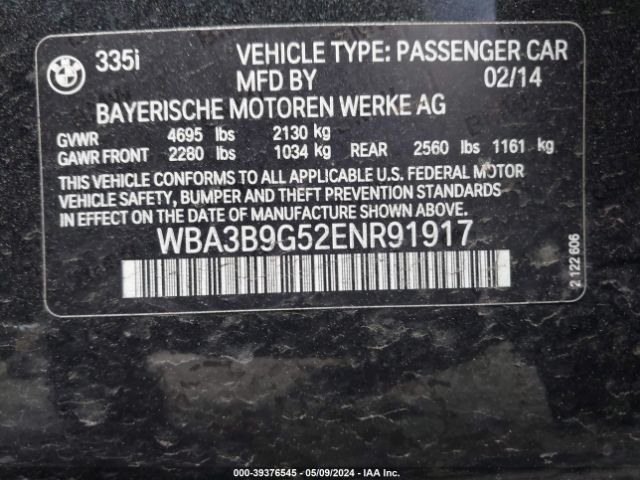 335i VEHICLE TYPE: PASSENGER CAR
MFD BY 02/14
BAYERISCHE MOTOREN WERKE AG
GVWR 4695 lbs 2130 kg
GAWR FRONT 2280 lbs 1034 kg REAR 2560 lbs 1161 kg
THIS VEHICLE CONFORMS TO ALL APPLICABLE U.S. FEDERAL MOTOR
VEHICLE SAFETY, BUMPER AND THEFT PREVENTION STANDARDS
IN EFFECT ON THE DATE OF MANUFACTURE SHOWN ABOVE.
WBA3B9G52ENR91917
2 122 606
000-39376545 - 05/09/2024 - IAA Inc.